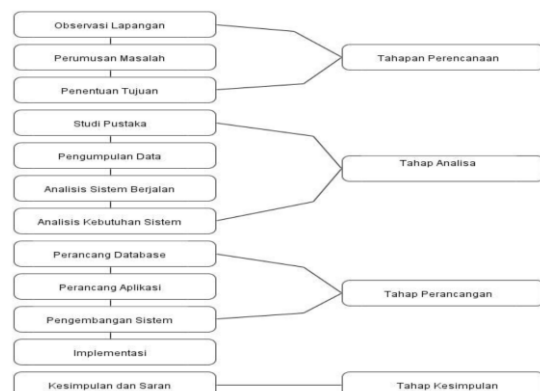 Observasi Lapangan
Perumusan Masalah
Penentuan Tujuan
Tahapan Perencanaan
Studi Pustaka
Pengumpulan Data
Analisis Sistem Berjalan
Analisis Kebutuhan Sistem
Tahap Analisa
Perancang Database
Perancang Aplikasi
Pengembangan Sistem
Tahap Perancangan
Implementasi
Kesimpulan dan Saran
Tahap Kesimpulan